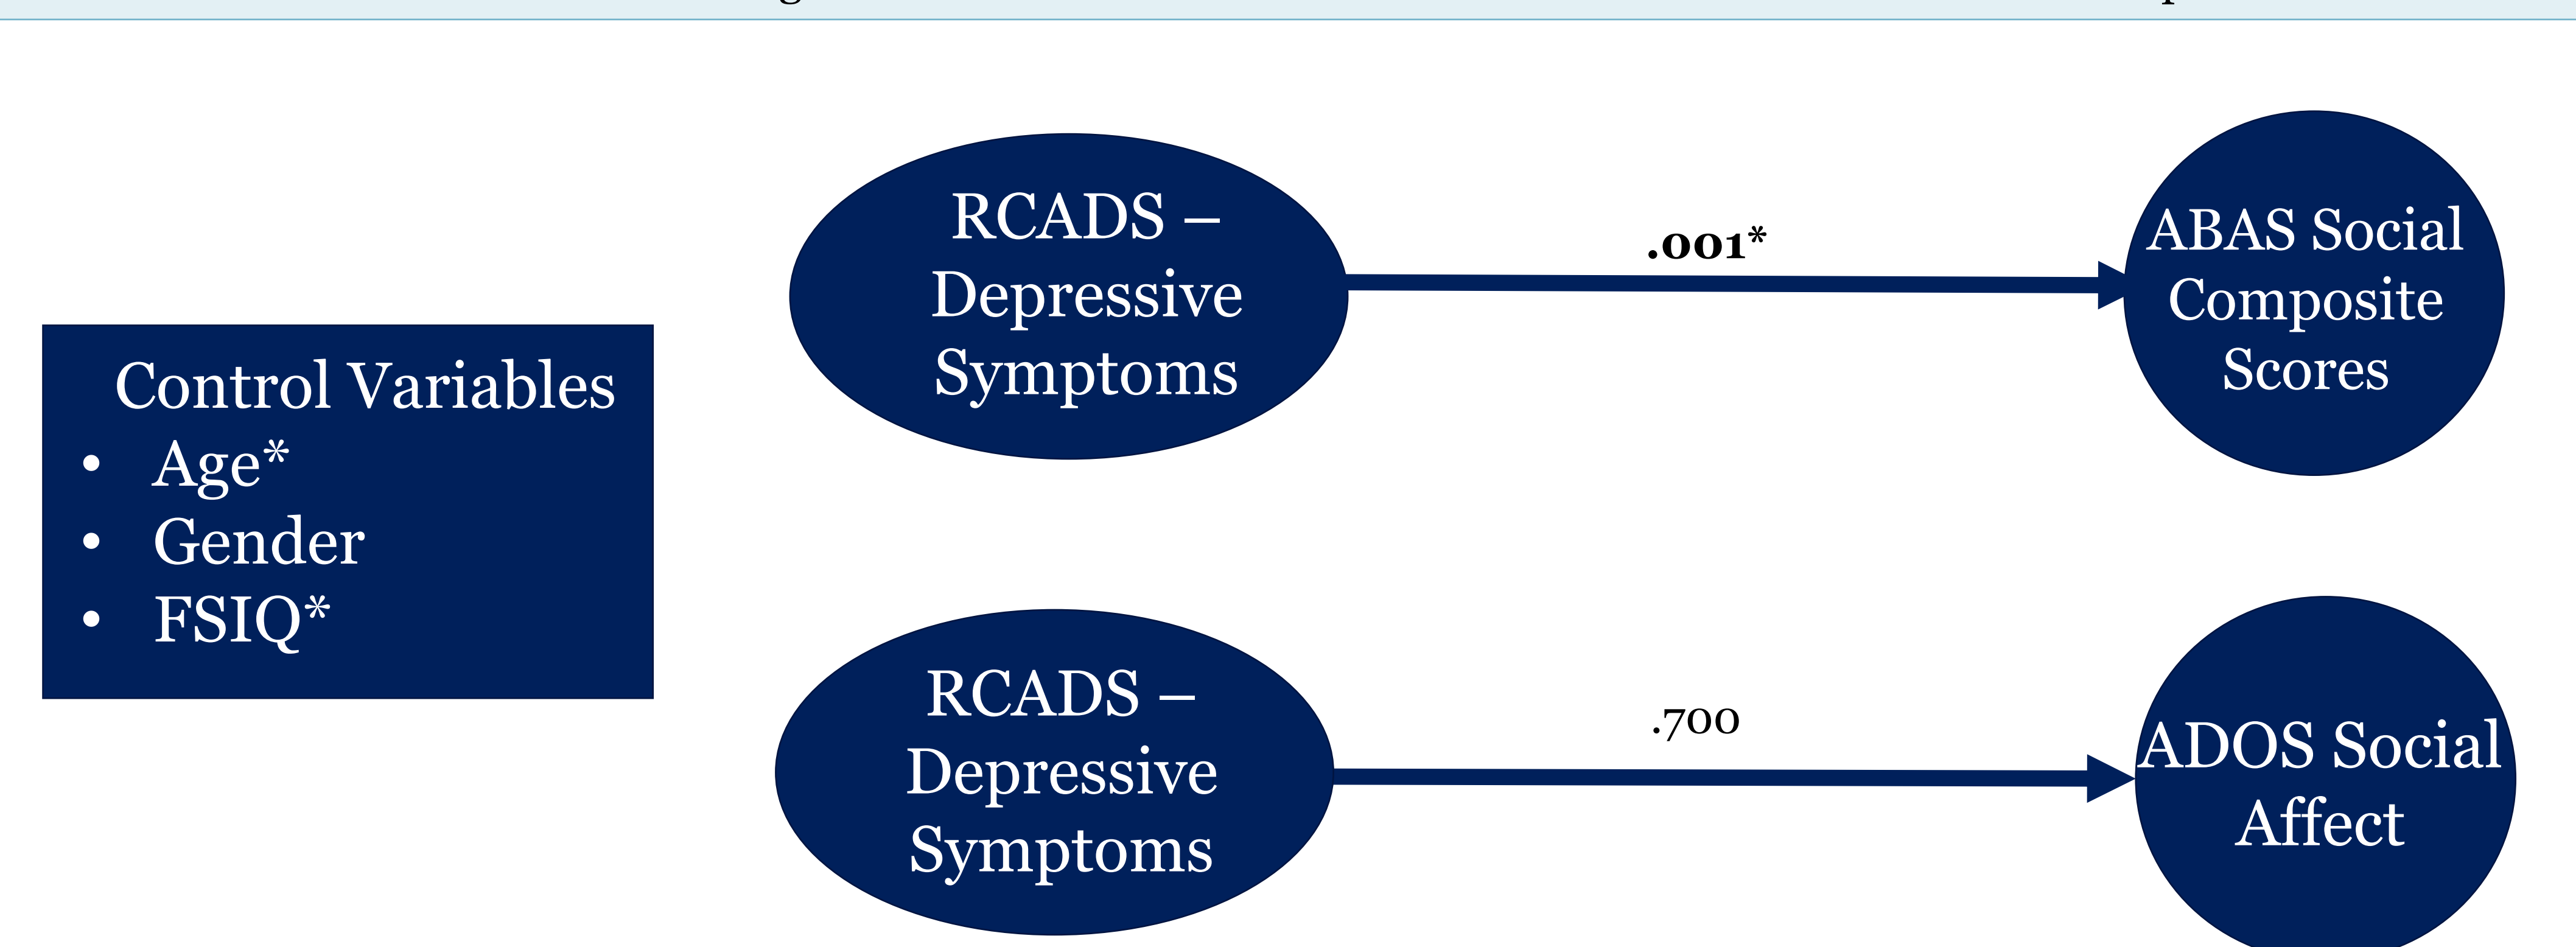 Control Variables
• Age*
• Gender
• FSIQ*
RCADS –
Depressive
Symptoms
.001*
ABAS Social
Composite
Scores
RCADS –
Depressive
Symptoms
.700
ADOS Social
Affect